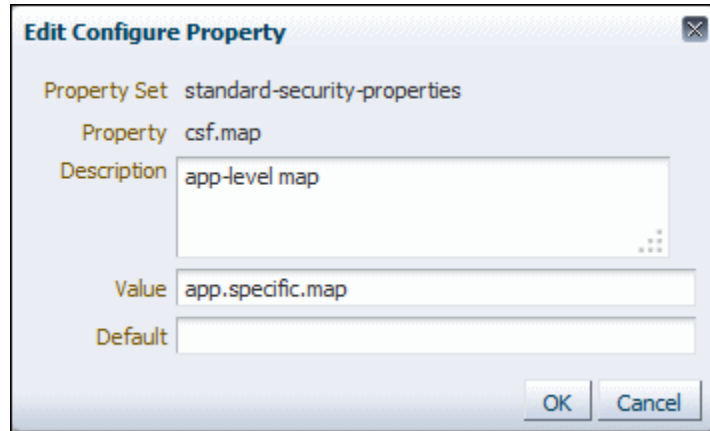 Edit Configure Property
Property Set standard-security-properties
Property csf.map
Description app-level map
Value app.specific.map
Default
OK Cancel